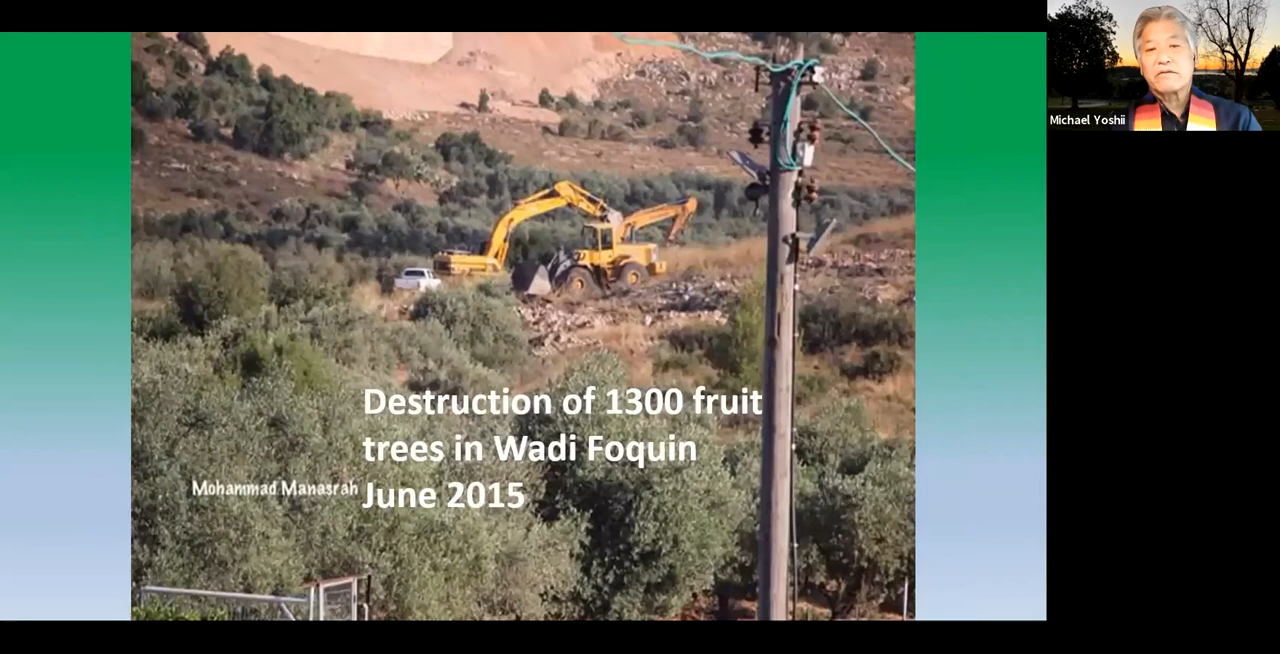 Michael Yoshii
Destruction of 1300 fruit
trees in Wadi Foquin
Mohammad Manasrah
June 2015